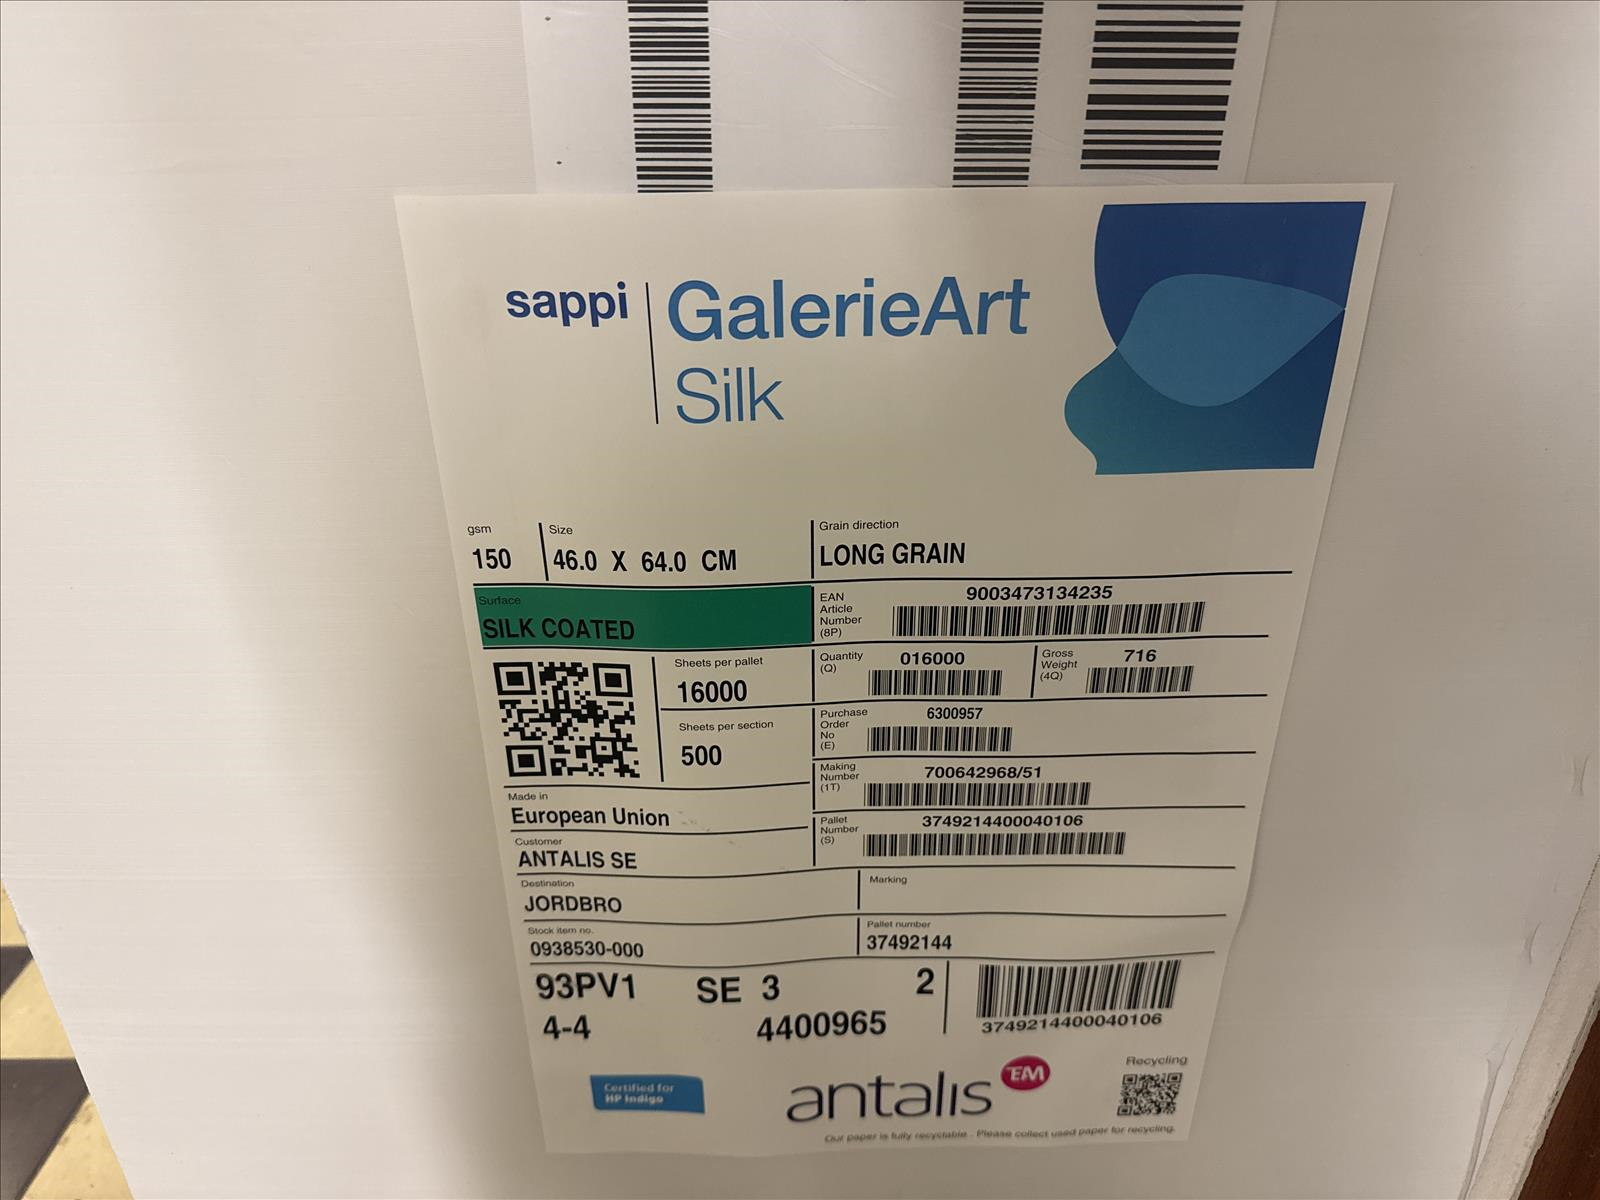 sappi
GalerieArt
Silk
gsm
150
Size
46.0 X 64.0 CM
Grain direction
LONG GRAIN
Surface
SILK COATED
EAN
Article
Number
(8P)
9003473134235
Sheets per pallet
16000
Quantity
(Q)
016000
Gross
Weight
(4Q)
716
Sheets per section
500
Purchase
Order
No
(E)
6300957
Making
Number
(1T)
700642968/51
Made in
European Union
Pallet
Number
(S)
3749214400040106
Customer
ANTALIS SE
Destination
JORDBRO
Marking
Stock item no.
0938530-000
Pallet number
37492144
93PV1 SE 3 2
4-4 4400965
3749214400040106
Certified for
HP Indigo
antalis TM
Recycling
Our paper is fully recyclable - Please collect used paper for recycling.